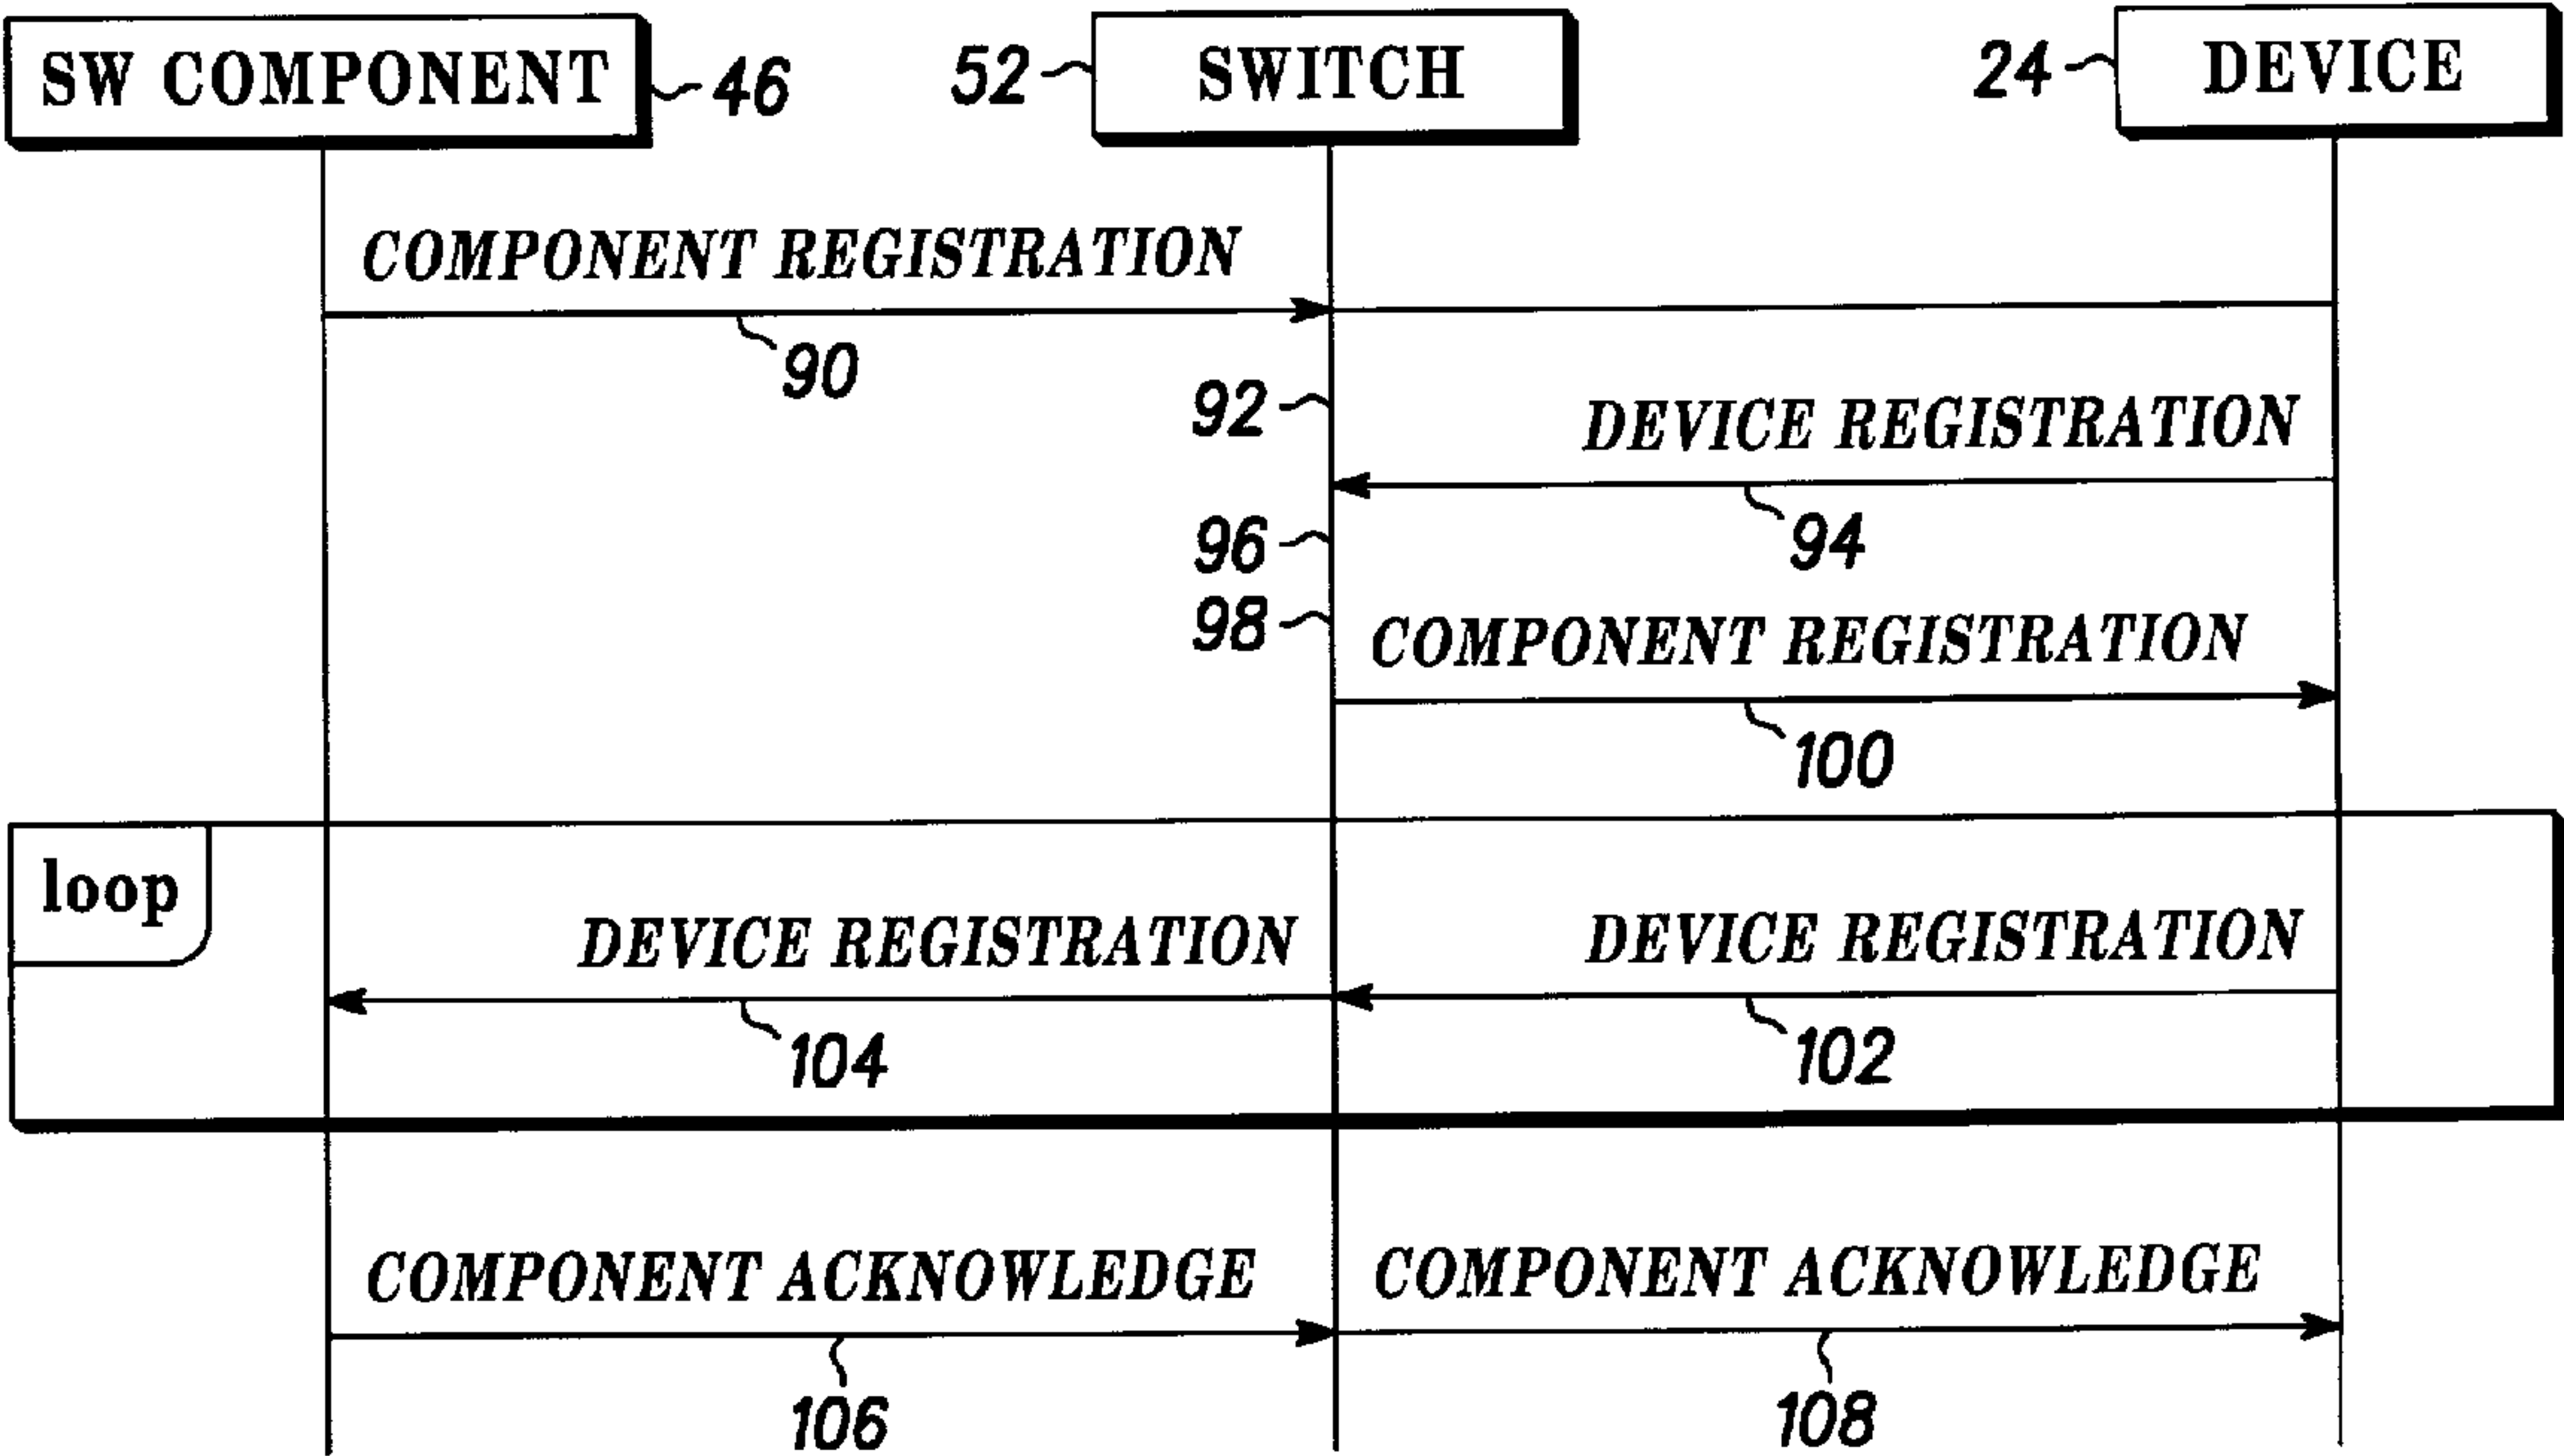 SW COMPONENT
46
52
SWITCH
24
DEVICE
COMPONENT REGISTRATION
90
92
DEVICE REGISTRATION
94
96
98
COMPONENT REGISTRATION
100
loop
DEVICE REGISTRATION
DEVICE REGISTRATION
104
102
COMPONENT ACKNOWLEDGE
COMPONENT ACKNOWLEDGE
106
108